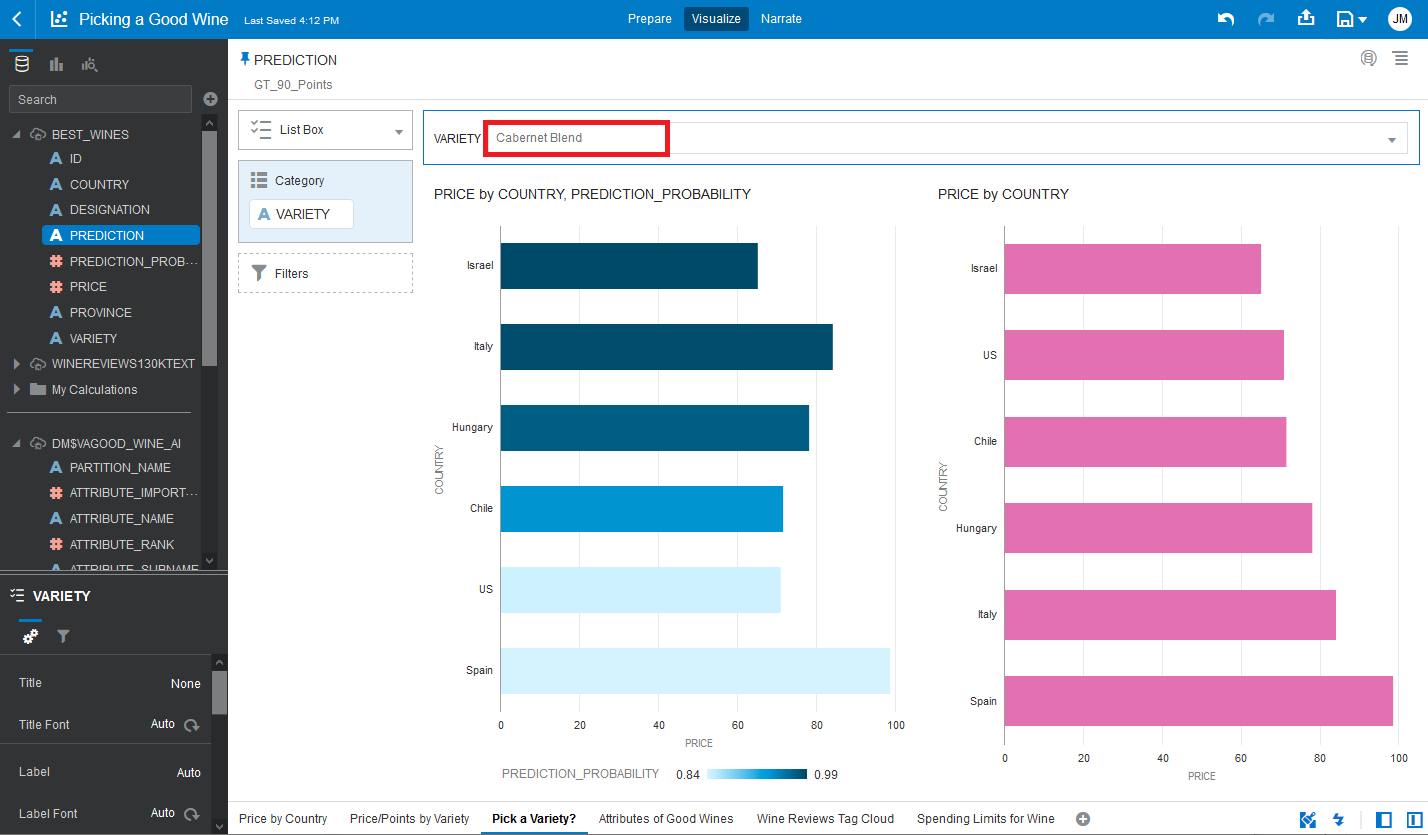 Picking a Good Wine
Last Saved 4:12 PM
Prepare
Visualize
Narrate
JM
Search
BEST_WINES
ID
COUNTRY
DESIGNATION
PREDICTION
PREDICTION_PROB...
PRICE
PROVINCE
VARIETY
WINEREVIEWS130KTEXT
My Calculations
DM$VAGOOD_WINE_AI
PARTITION_NAME
ATTRIBUTE_IMPORT...
ATTRIBUTE_NAME
ATTRIBUTE_RANK
ATTRIBUTE_SUBNAME
VARIETY
Title
None
Title Font
Auto
Label
Auto
Label Font
Auto
PREDICTION
GT_90_Points
List Box
Category
A VARIETY
Filters
VARIETY
Cabernet Blend
PRICE by COUNTRY, PREDICTION_PROBABILITY
COUNTRY
Israel
Italy
Hungary
Chile
US
Spain
0 20 40 60 80 100
PRICE
PREDICTION_PROBABILITY 0.84 0.99
PRICE by COUNTRY
COUNTRY
Israel
US
Chile
Hungary
Italy
Spain
0 20 40 60 80 100
PRICE
Price by Country
Price/Points by Variety
Pick a Variety?
Attributes of Good Wines
Wine Reviews Tag Cloud
Spending Limits for Wine